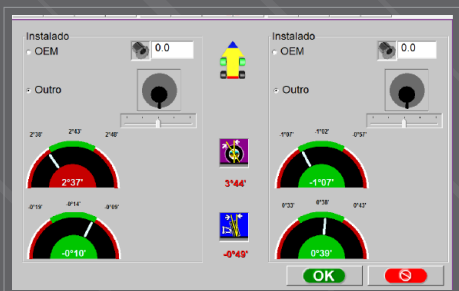 Instalado
OEM
0.0
Outro
2°38' 2°43' 2°48'
2°37'
-0°19' -0°14' -0°09'
-0°10'
3°44'
-0°49'
Instalado
OEM
0.0
Outro
-1°07' -1°02' -0°57'
-1°07'
0°33' 0°38' 0°43'
0°39'
OK